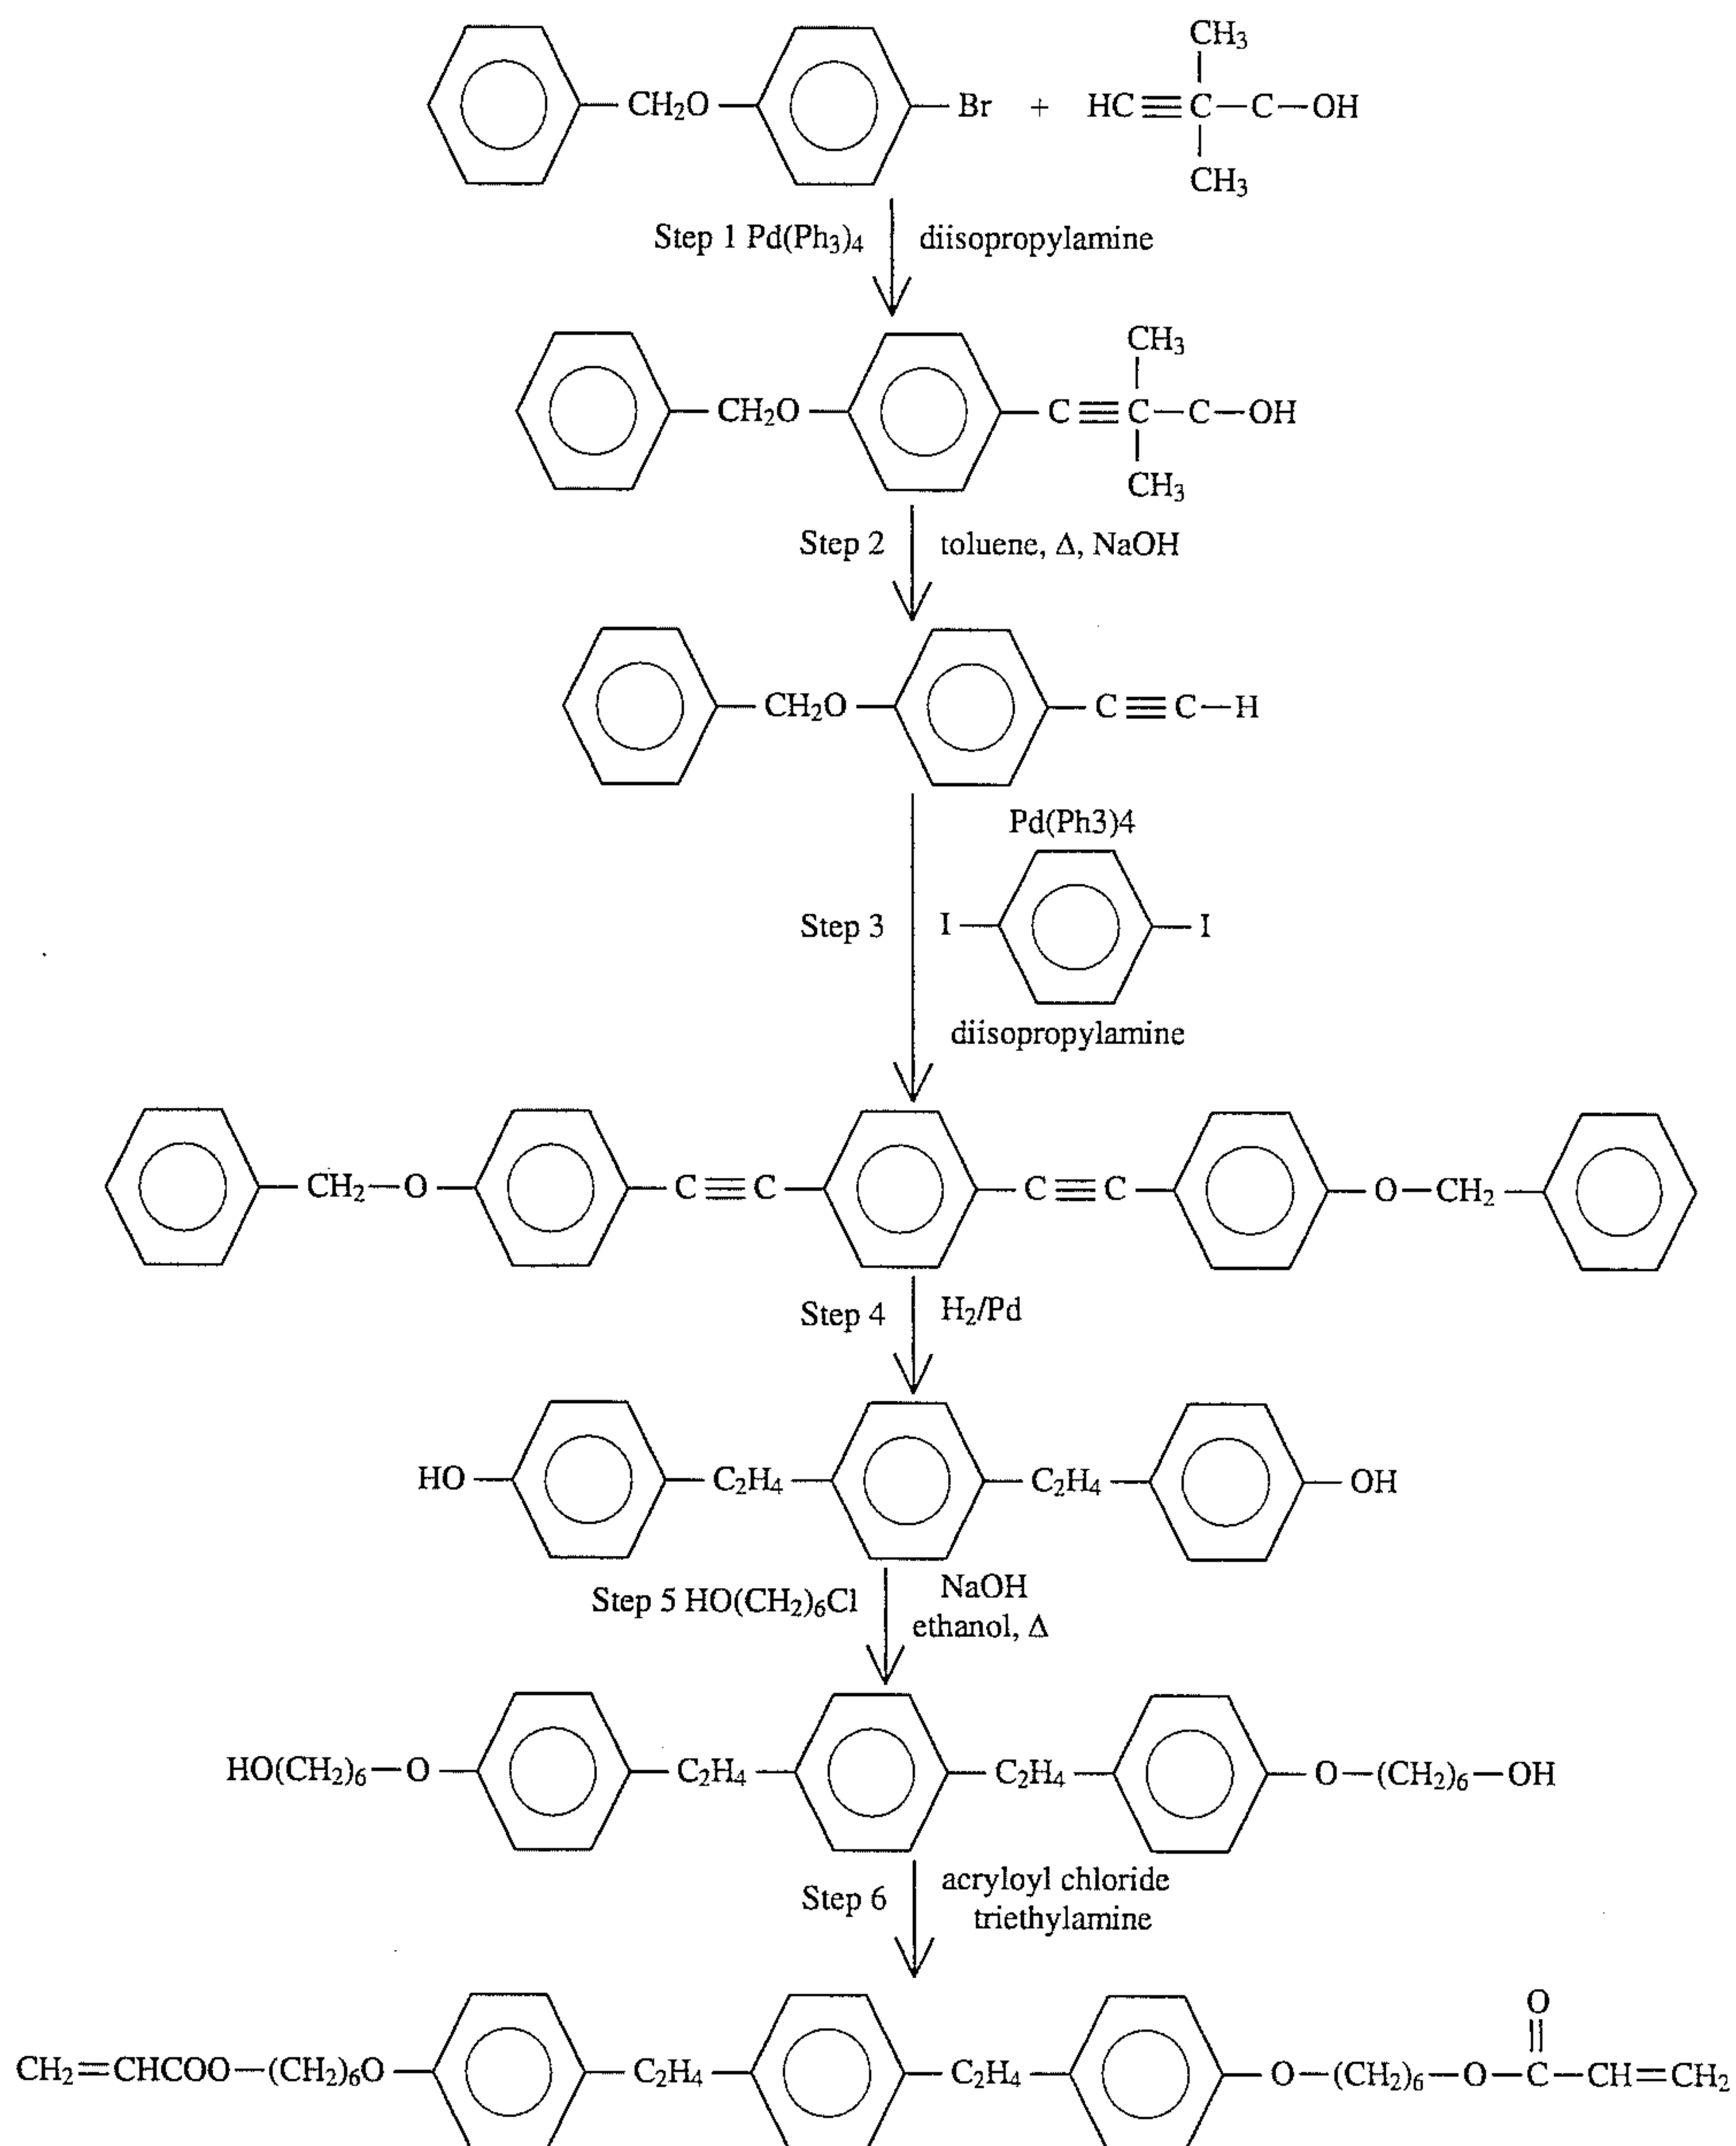 CH3
CH2O Br + HC≡C—C—OH
CH3
Step 1 Pd(Ph3)4 diisopropylamine
CH3
CH2O C≡C—C—OH
CH3
Step 2 toluene, Δ, NaOH
CH2O C≡C—H
Pd(Ph3)4
Step 3 I I
diisopropylamine
CH2—O C≡C C≡C O—CH2
Step 4 H2/Pd
HO C2H4 C2H4 OH
Step 5 HO(CH2)6Cl NaOH
ethanol, Δ
HO(CH2)6—O C2H4 C2H4 O—(CH2)6—OH
Step 6 acryloyl chloride
triethylamine
O
CH2=CHCOO—(CH2)6O C2H4 C2H4 O—(CH2)6—O—C—CH=CH2